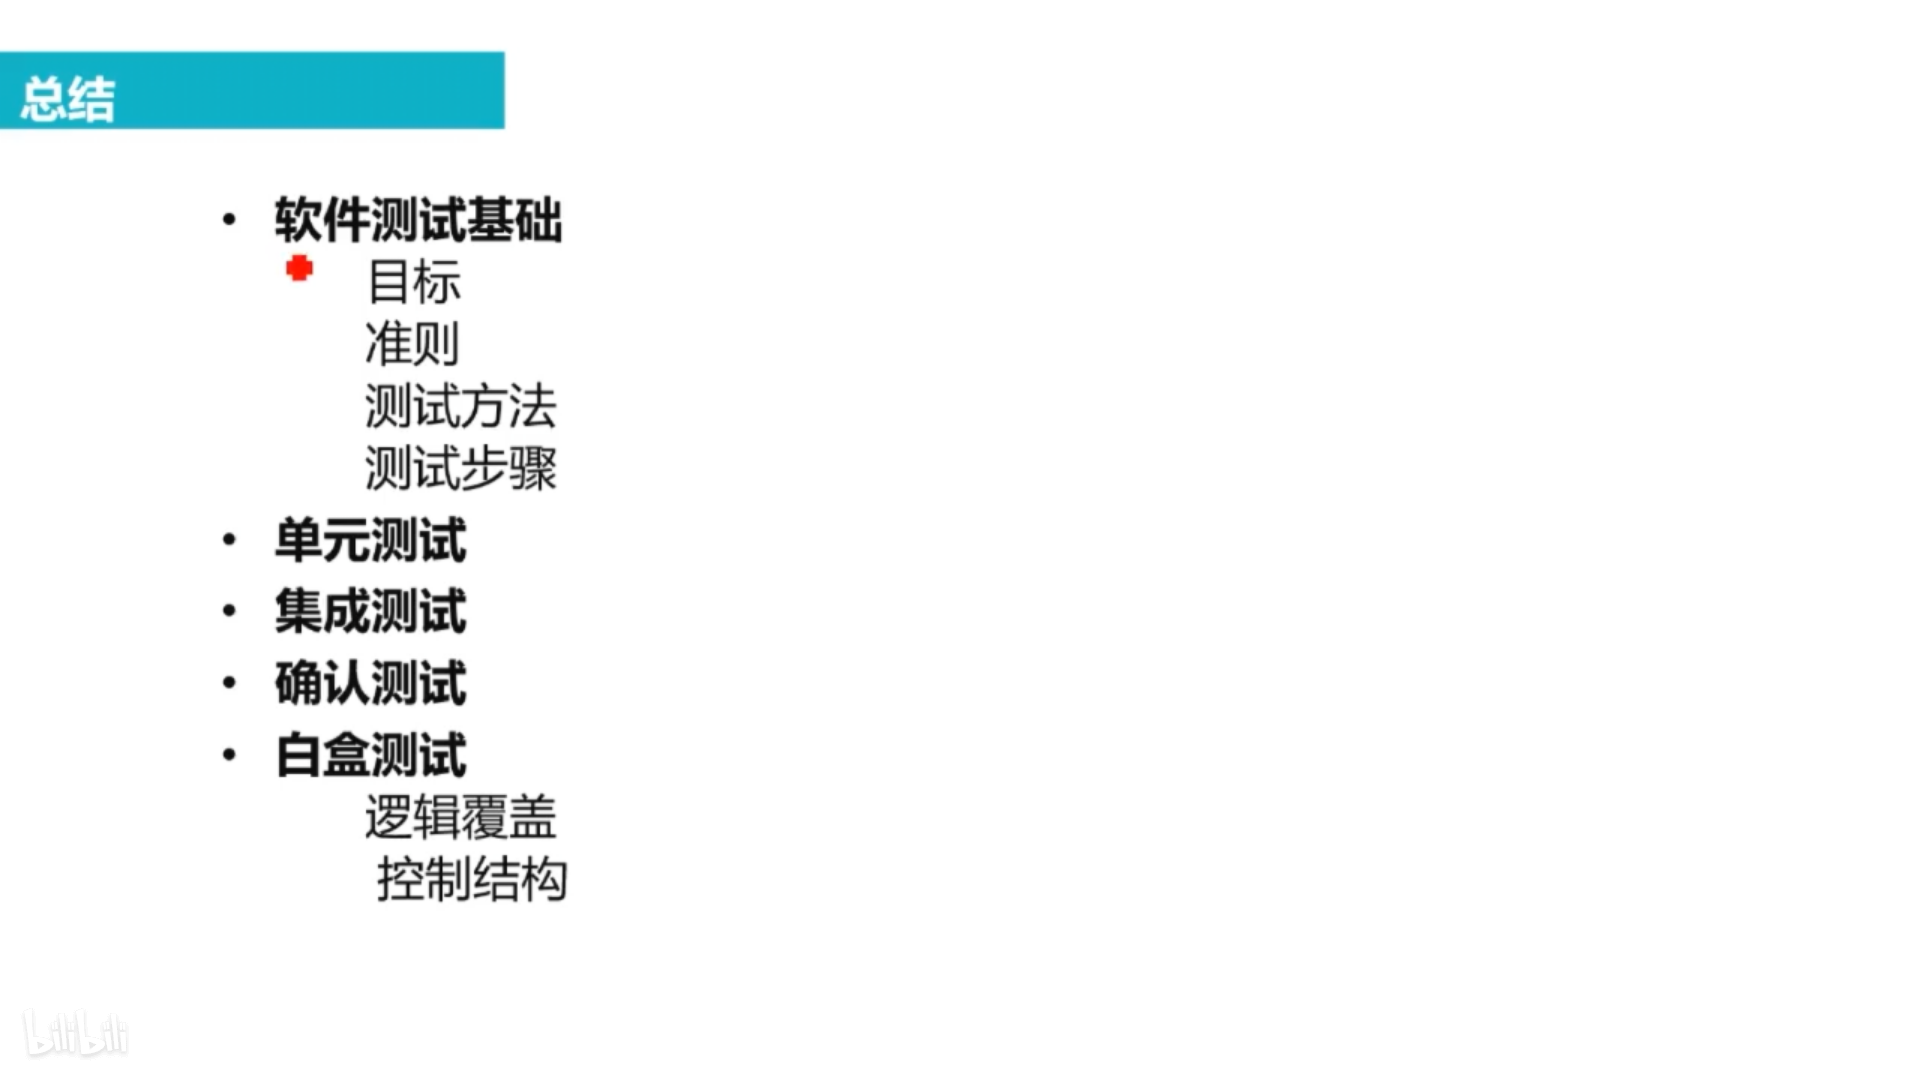 总结
• 软件测试基础
目标
准则
测试方法
测试步骤
• 单元测试
• 集成测试
• 确认测试
• 白盒测试
逻辑覆盖
控制结构
bilibili